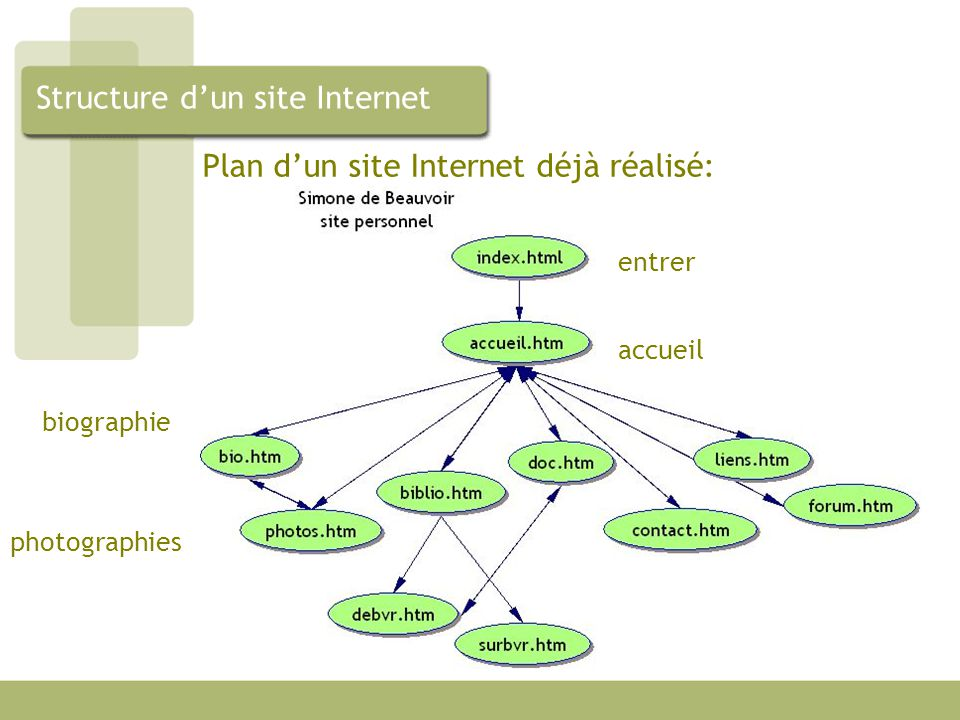 Structure d’un site Internet
Plan d’un site Internet déjà réalisé:
Simone de Beauvoir
site personnel
index.html
entrer
accueil.htm
accueil
biographie
bio.htm
doc.htm
liens.htm
biblio.htm
forum.htm
photos.htm
contact.htm
photographies
debvr.htm
surbvr.htm